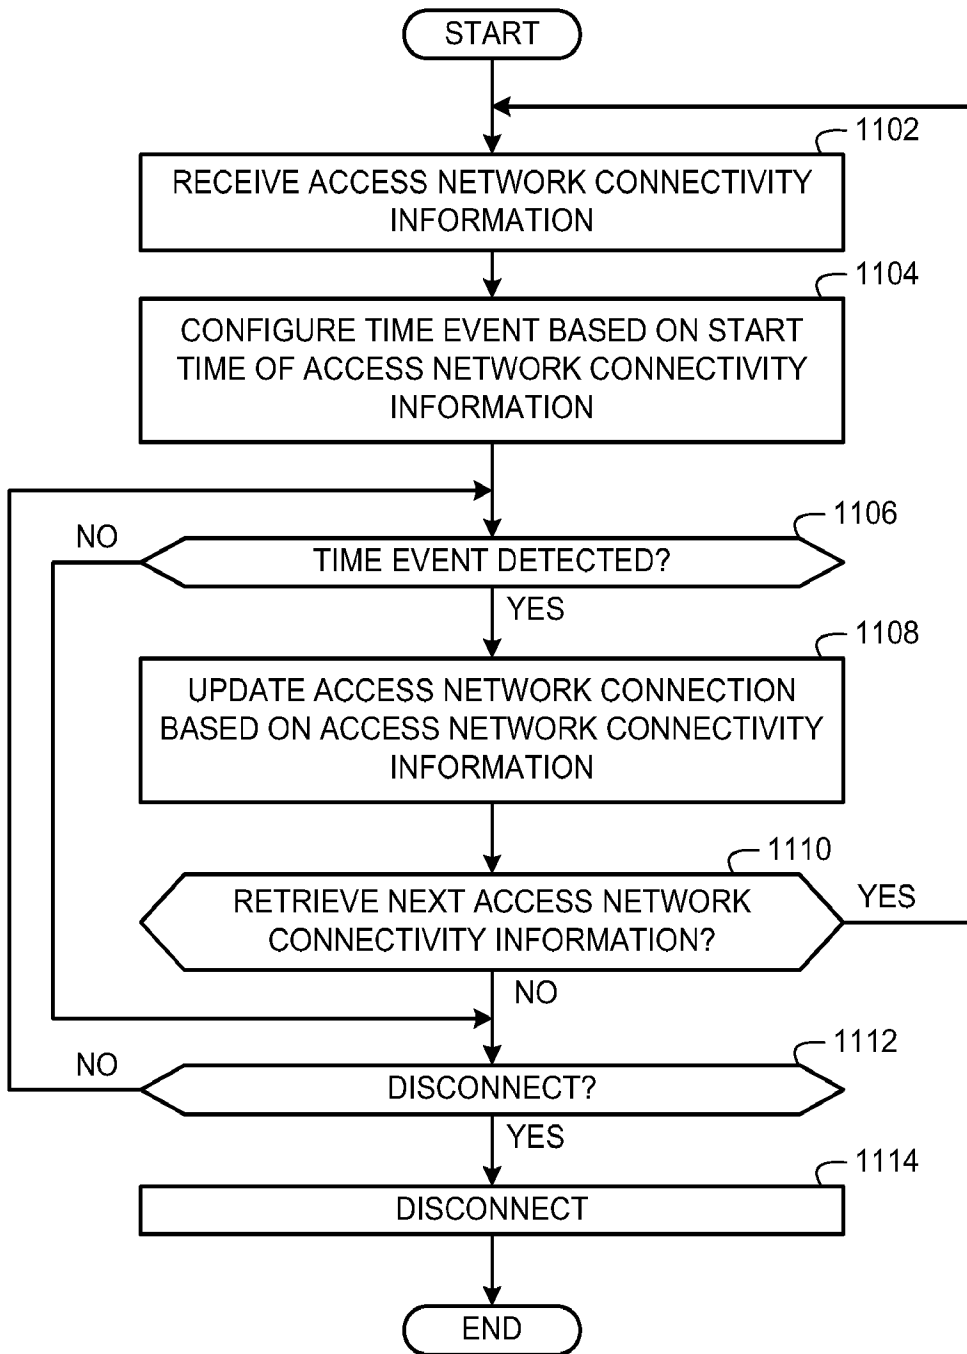 START
1102
RECEIVE ACCESS NETWORK CONNECTIVITY
INFORMATION
1104
CONFIGURE TIME EVENT BASED ON START
TIME OF ACCESS NETWORK CONNECTIVITY
INFORMATION
1106
NO
TIME EVENT DETECTED?
YES
1108
UPDATE ACCESS NETWORK CONNECTION
BASED ON ACCESS NETWORK CONNECTIVITY
INFORMATION
1110
RETRIEVE NEXT ACCESS NETWORK
CONNECTIVITY INFORMATION?
YES
NO
1112
NO
DISCONNECT?
YES
1114
DISCONNECT
END